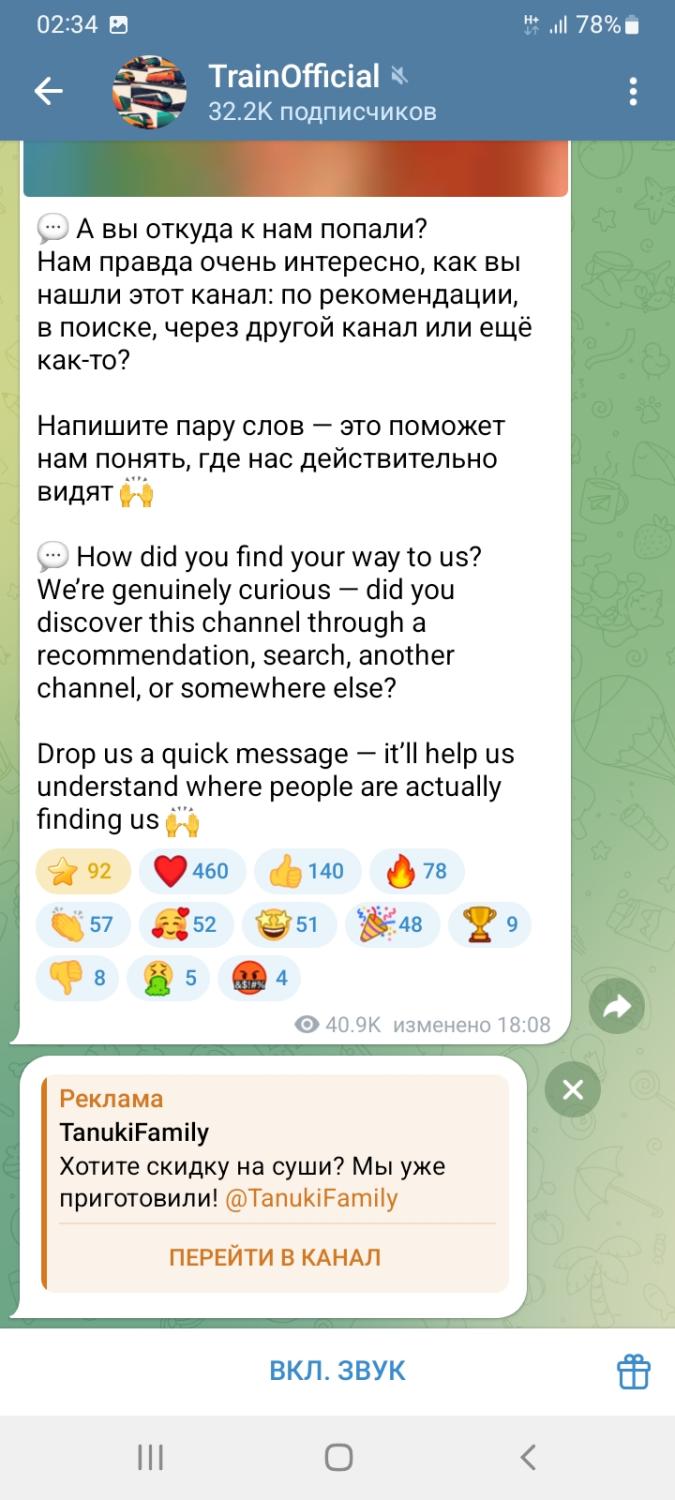 02:34 H+ 78%
TrainOfficial
32.2K подписчиков
💬 А вы откуда к нам попали?
Нам правда очень интересно, как вы
нашли этот канал: по рекомендации,
в поиске, через другой канал или ещё
как-то?
Напишите пару слов — это поможет
нам понять, где нас действительно
видят 🙌
💬 How did you find your way to us?
We’re genuinely curious — did you
discover this channel through a
recommendation, search, another
channel, or somewhere else?
Drop us a quick message — it’ll help us
understand where people are actually
finding us 🙌
⭐ 92 ❤️ 460 👍 140 🔥 78
👏 57 🥰 52 🤩 51 🎉 48 🏆 9
👎 8 🤮 5 🤬 4
40.9K изменено 18:08
Реклама
TanukiFamily
Хотите скидку на суши? Мы уже
приготовили! @TanukiFamily
ПЕРЕЙТИ В КАНАЛ
ВКЛ. ЗВУК